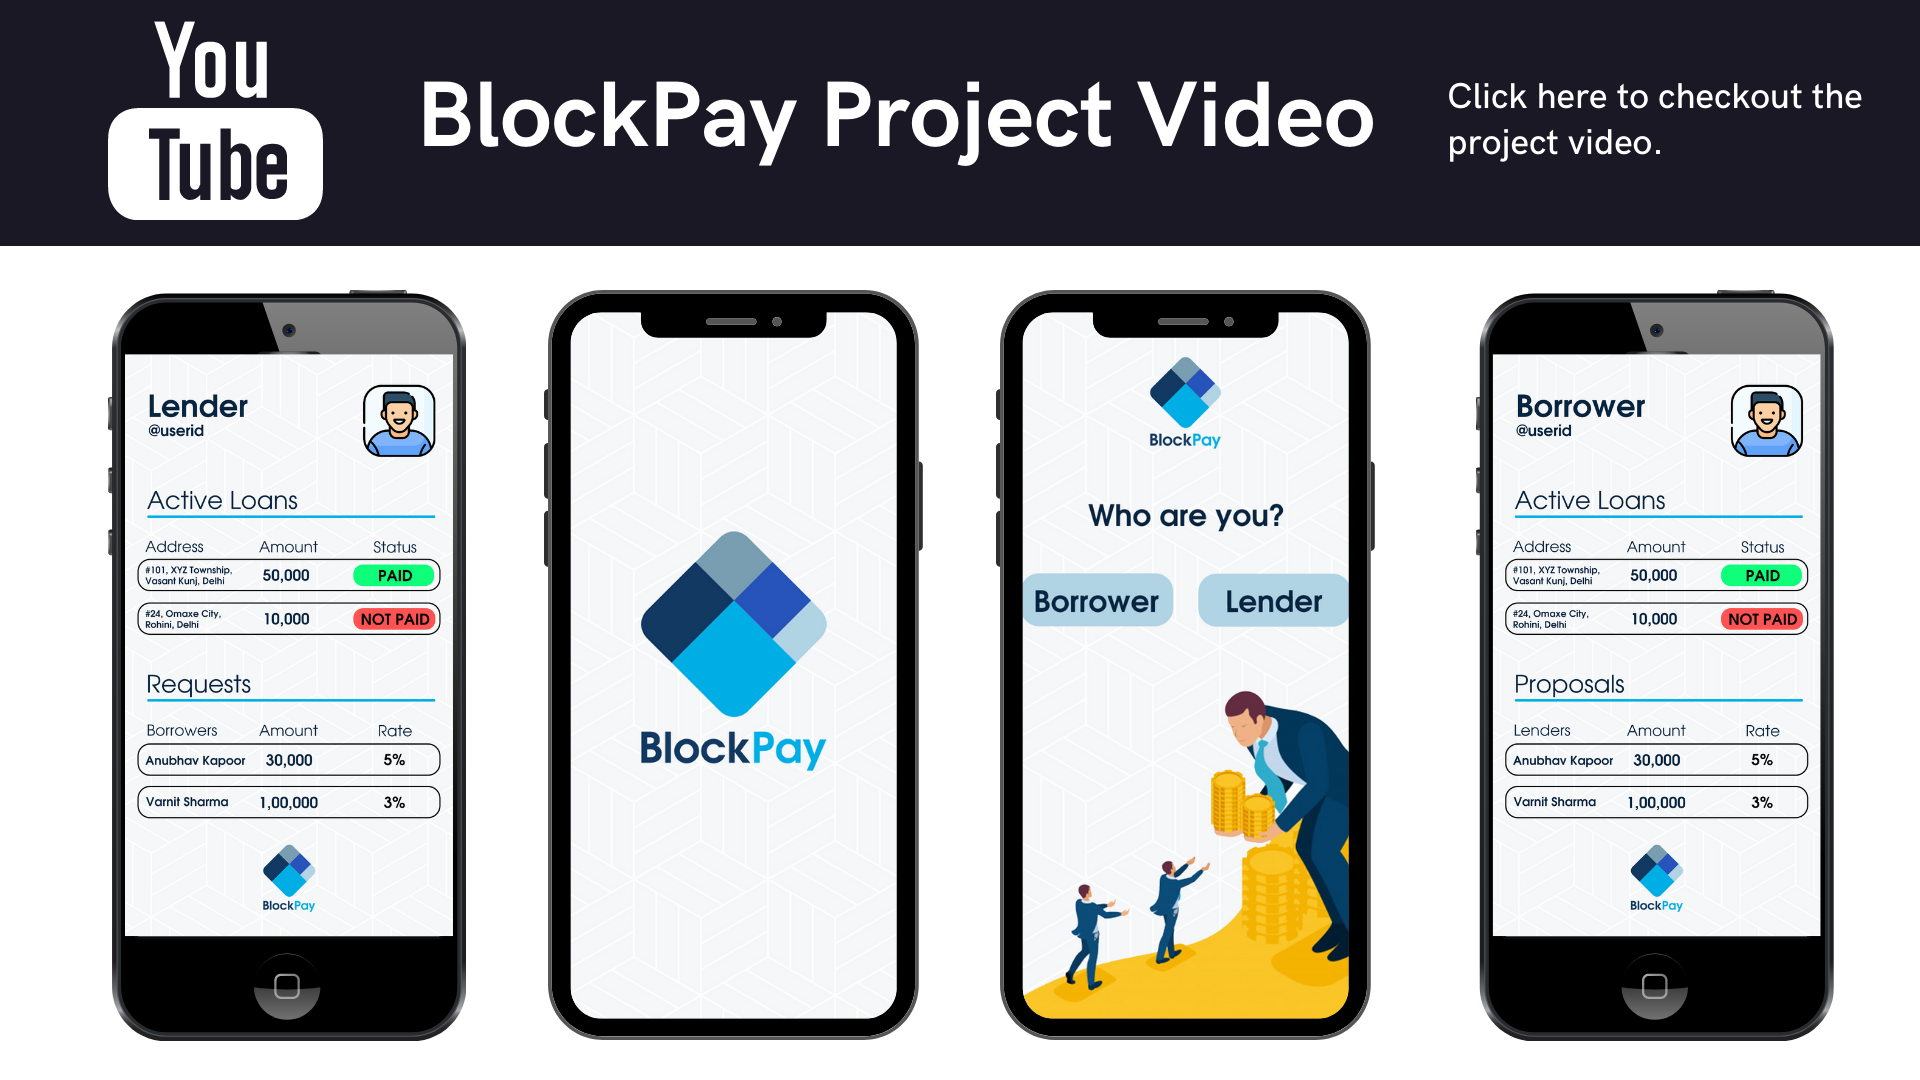 You
Tube
BlockPay Project Video
Click here to checkout the
project video.
Lender
@userid
Active Loans
Address Amount Status
#101, XYZ Township,
Vasant Kunj, Delhi
50,000
PAID
#24, Omaxe City,
Rohini, Delhi
10,000
NOT PAID
Requests
Borrowers Amount Rate
Anubhav Kapoor 30,000 5%
Varnit Sharma 1,00,000 3%
BlockPay
BlockPay
BlockPay
Who are you?
Borrower Lender
Borrower
@userid
Active Loans
Address Amount Status
#101, XYZ Township,
Vasant Kunj, Delhi
50,000
PAID
#24, Omaxe City,
Rohini, Delhi
10,000
NOT PAID
Proposals
Lenders Amount Rate
Anubhav Kapoor 30,000 5%
Varnit Sharma 1,00,000 3%
BlockPay